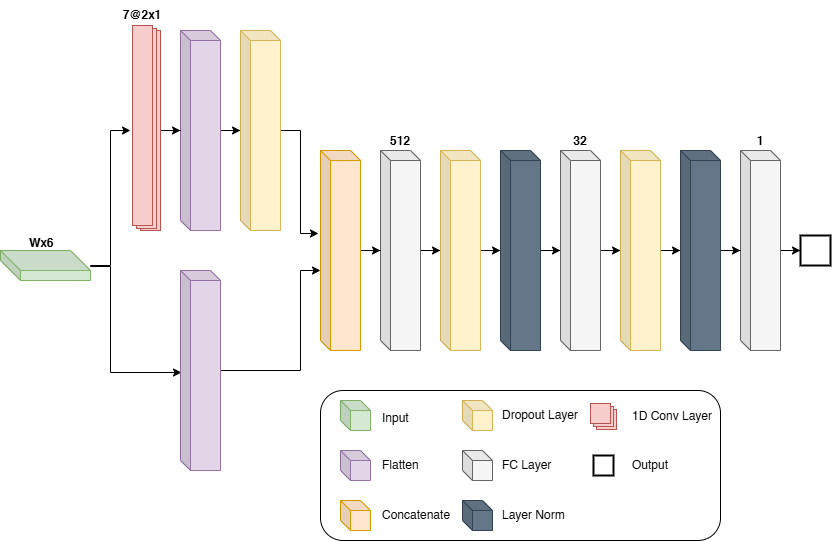 7@2x1
Wx6
512
32
1
Input
Dropout Layer
1D Conv Layer
Flatten
FC Layer
Output
Concatenate
Layer Norm